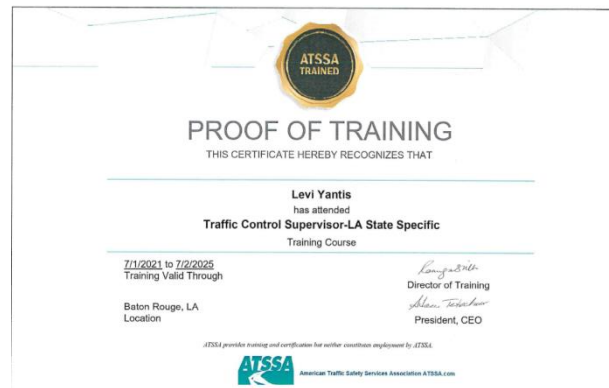 ATSSA
TRAINED
PROOF OF TRAINING
THIS CERTIFICATE HEREBY RECOGNIZES THAT
Levi Yantis
has attended
Traffic Control Supervisor-LA State Specific
Training Course
7/1/2021 to 7/2/2025
Training Valid Through
Director of Training
Baton Rouge, LA
Location
President, CEO
ATSSA provides training and certification but neither constitutes employment by ATSSA.
ATSSA
American Traffic Safety Services Association ATSSA.com